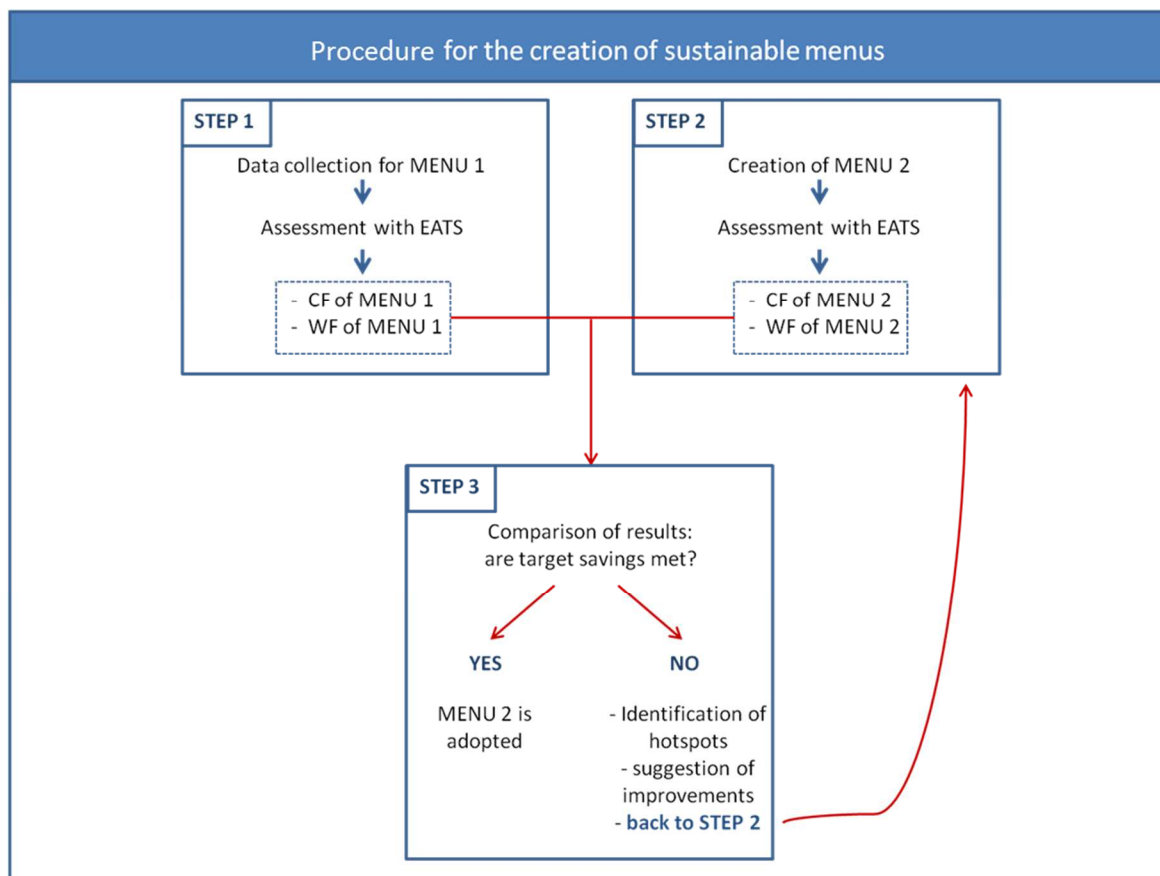 Procedure for the creation of sustainable menus
STEP 1
Data collection for MENU 1
Assessment with EATS
- CF of MENU 1
- WF of MENU 1
STEP 2
Creation of MENU 2
Assessment with EATS
- CF of MENU 2
- WF of MENU 2
STEP 3
Comparison of results:
are target savings met?
YES
MENU 2 is
adopted
NO
- Identification of
hotspots
- suggestion of
improvements
- back to STEP 2